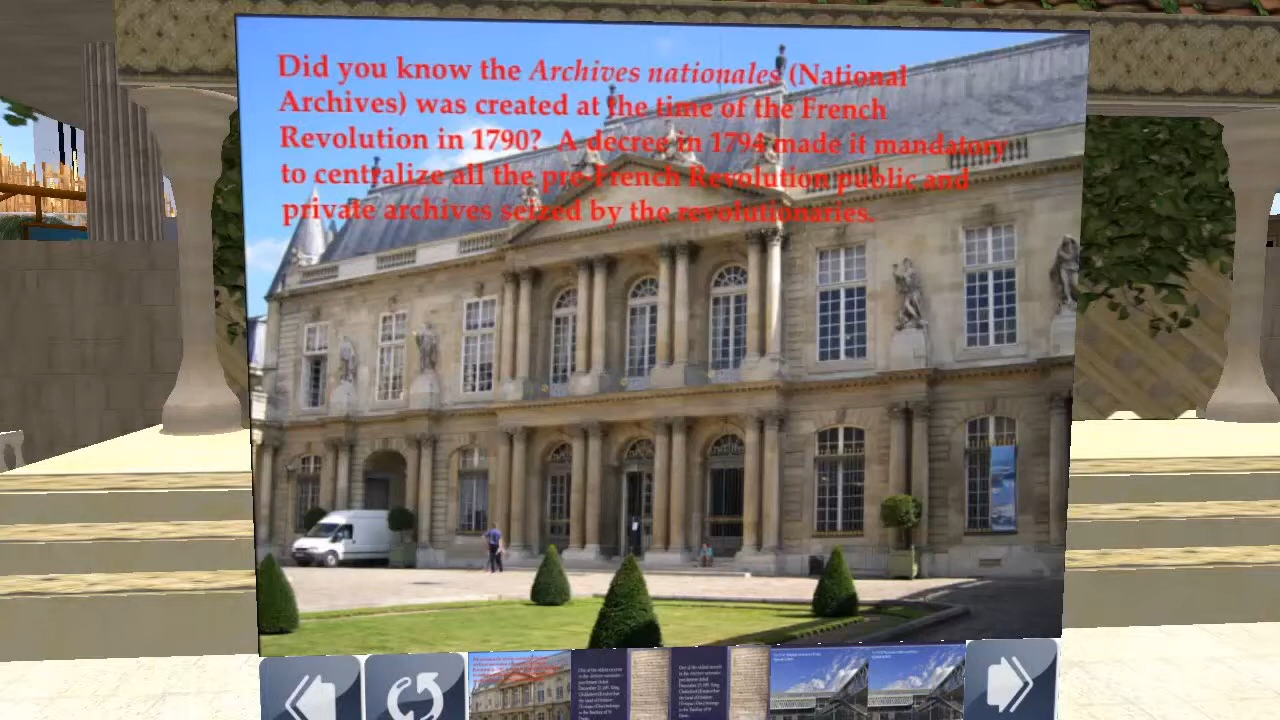 Did you know the Archives nationales (National
Archives) was created at the time of the French
Revolution in 1790?  A decree in 1794 made it mandatory
to centralize all the pre-French Revolution public and
private archives seized by the revolutionaries.